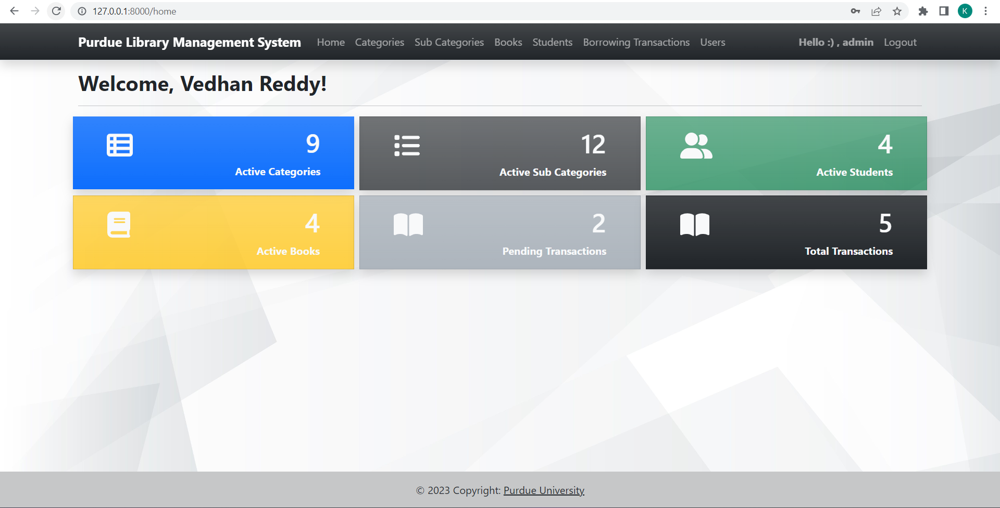 127.0.0.1:8000/home
K
Purdue Library Management System Home Categories Sub Categories Books Students Borrowing Transactions Users Hello :) , admin Logout
Welcome, Vedhan Reddy!
9
Active Categories
12
Active Sub Categories
4
Active Students
4
Active Books
2
Pending Transactions
5
Total Transactions
© 2023 Copyright: Purdue University